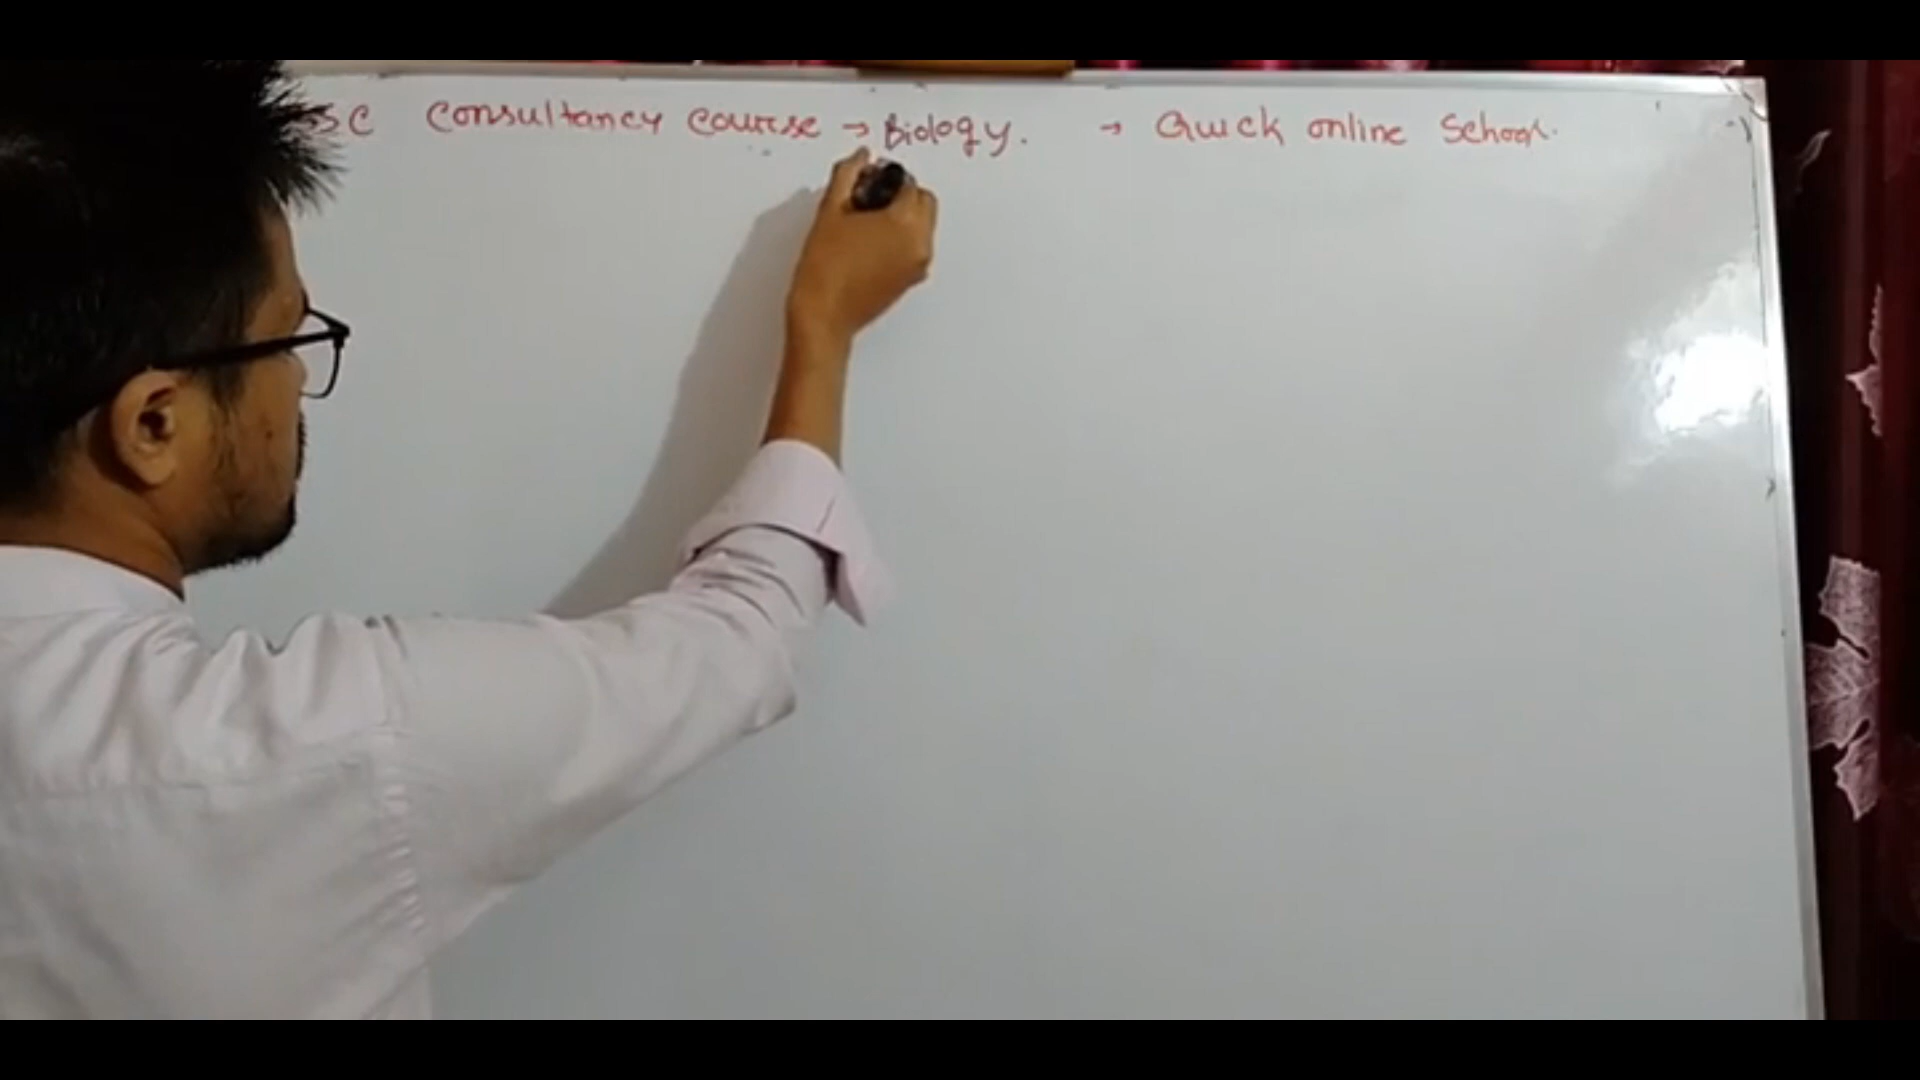 SC Consultancy Course → Biology. → Quick online School.